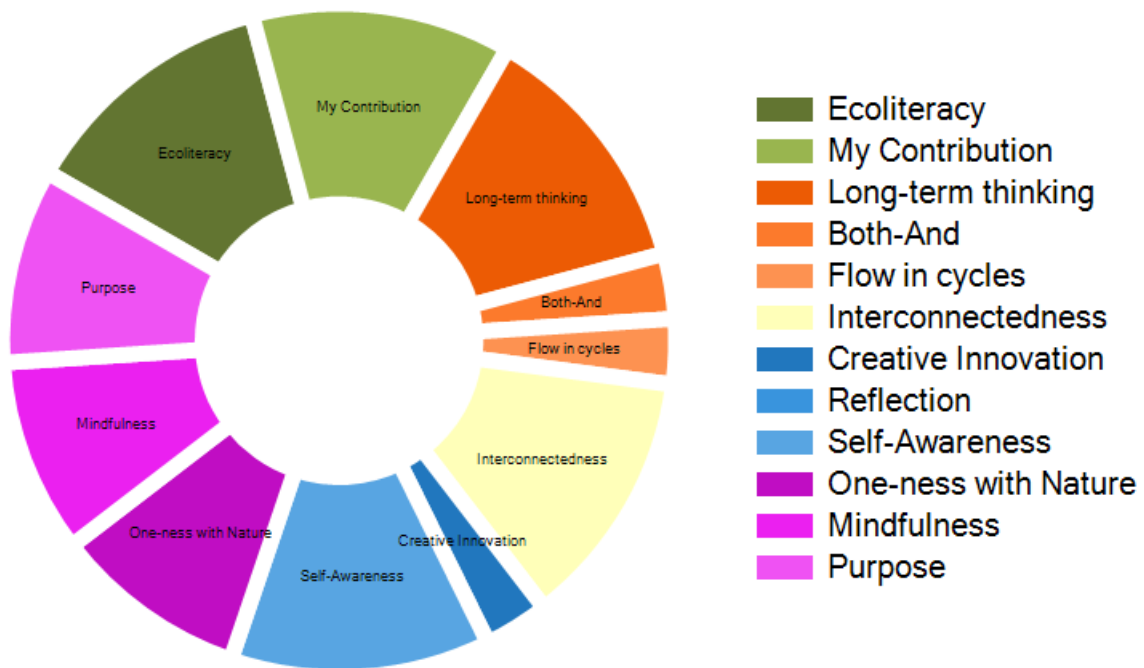 My Contribution
Ecoliteracy
Long-term thinking
Purpose
Both-And
Flow in cycles
Mindfulness
Interconnectedness
One-ness with Nature
Creative Innovation
Self-Awareness
Ecoliteracy
My Contribution
Long-term thinking
Both-And
Flow in cycles
Interconnectedness
Creative Innovation
Reflection
Self-Awareness
One-ness with Nature
Mindfulness
Purpose